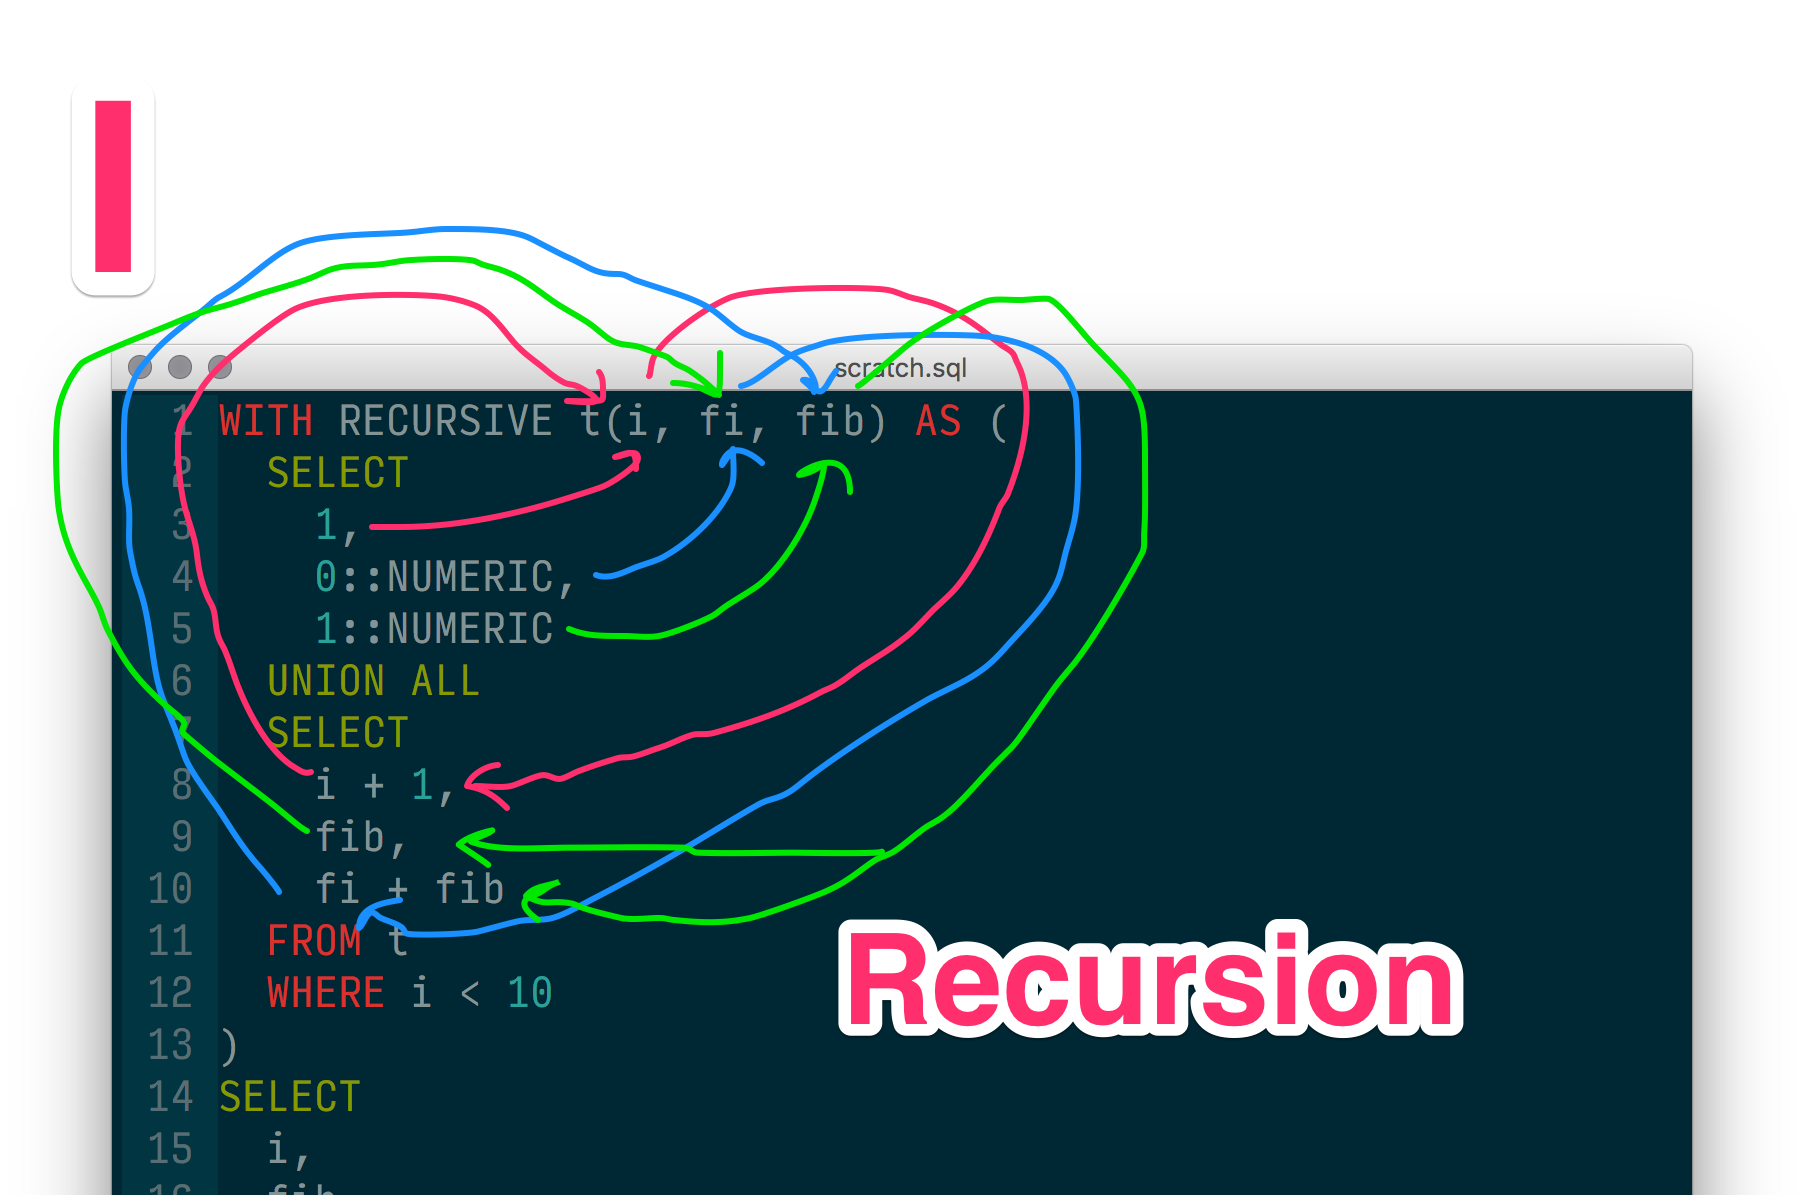 I
scratch.sql
1 WITH RECURSIVE t(i, fi, fib) AS (
2   SELECT
3     1,
4     0::NUMERIC,
5     1::NUMERIC
6   UNION ALL
7   SELECT
8     i + 1,
9     fib,
10     fi + fib
11   FROM t
12   WHERE i < 10
13 )
14 SELECT
15   i,
16   fib
Recursion